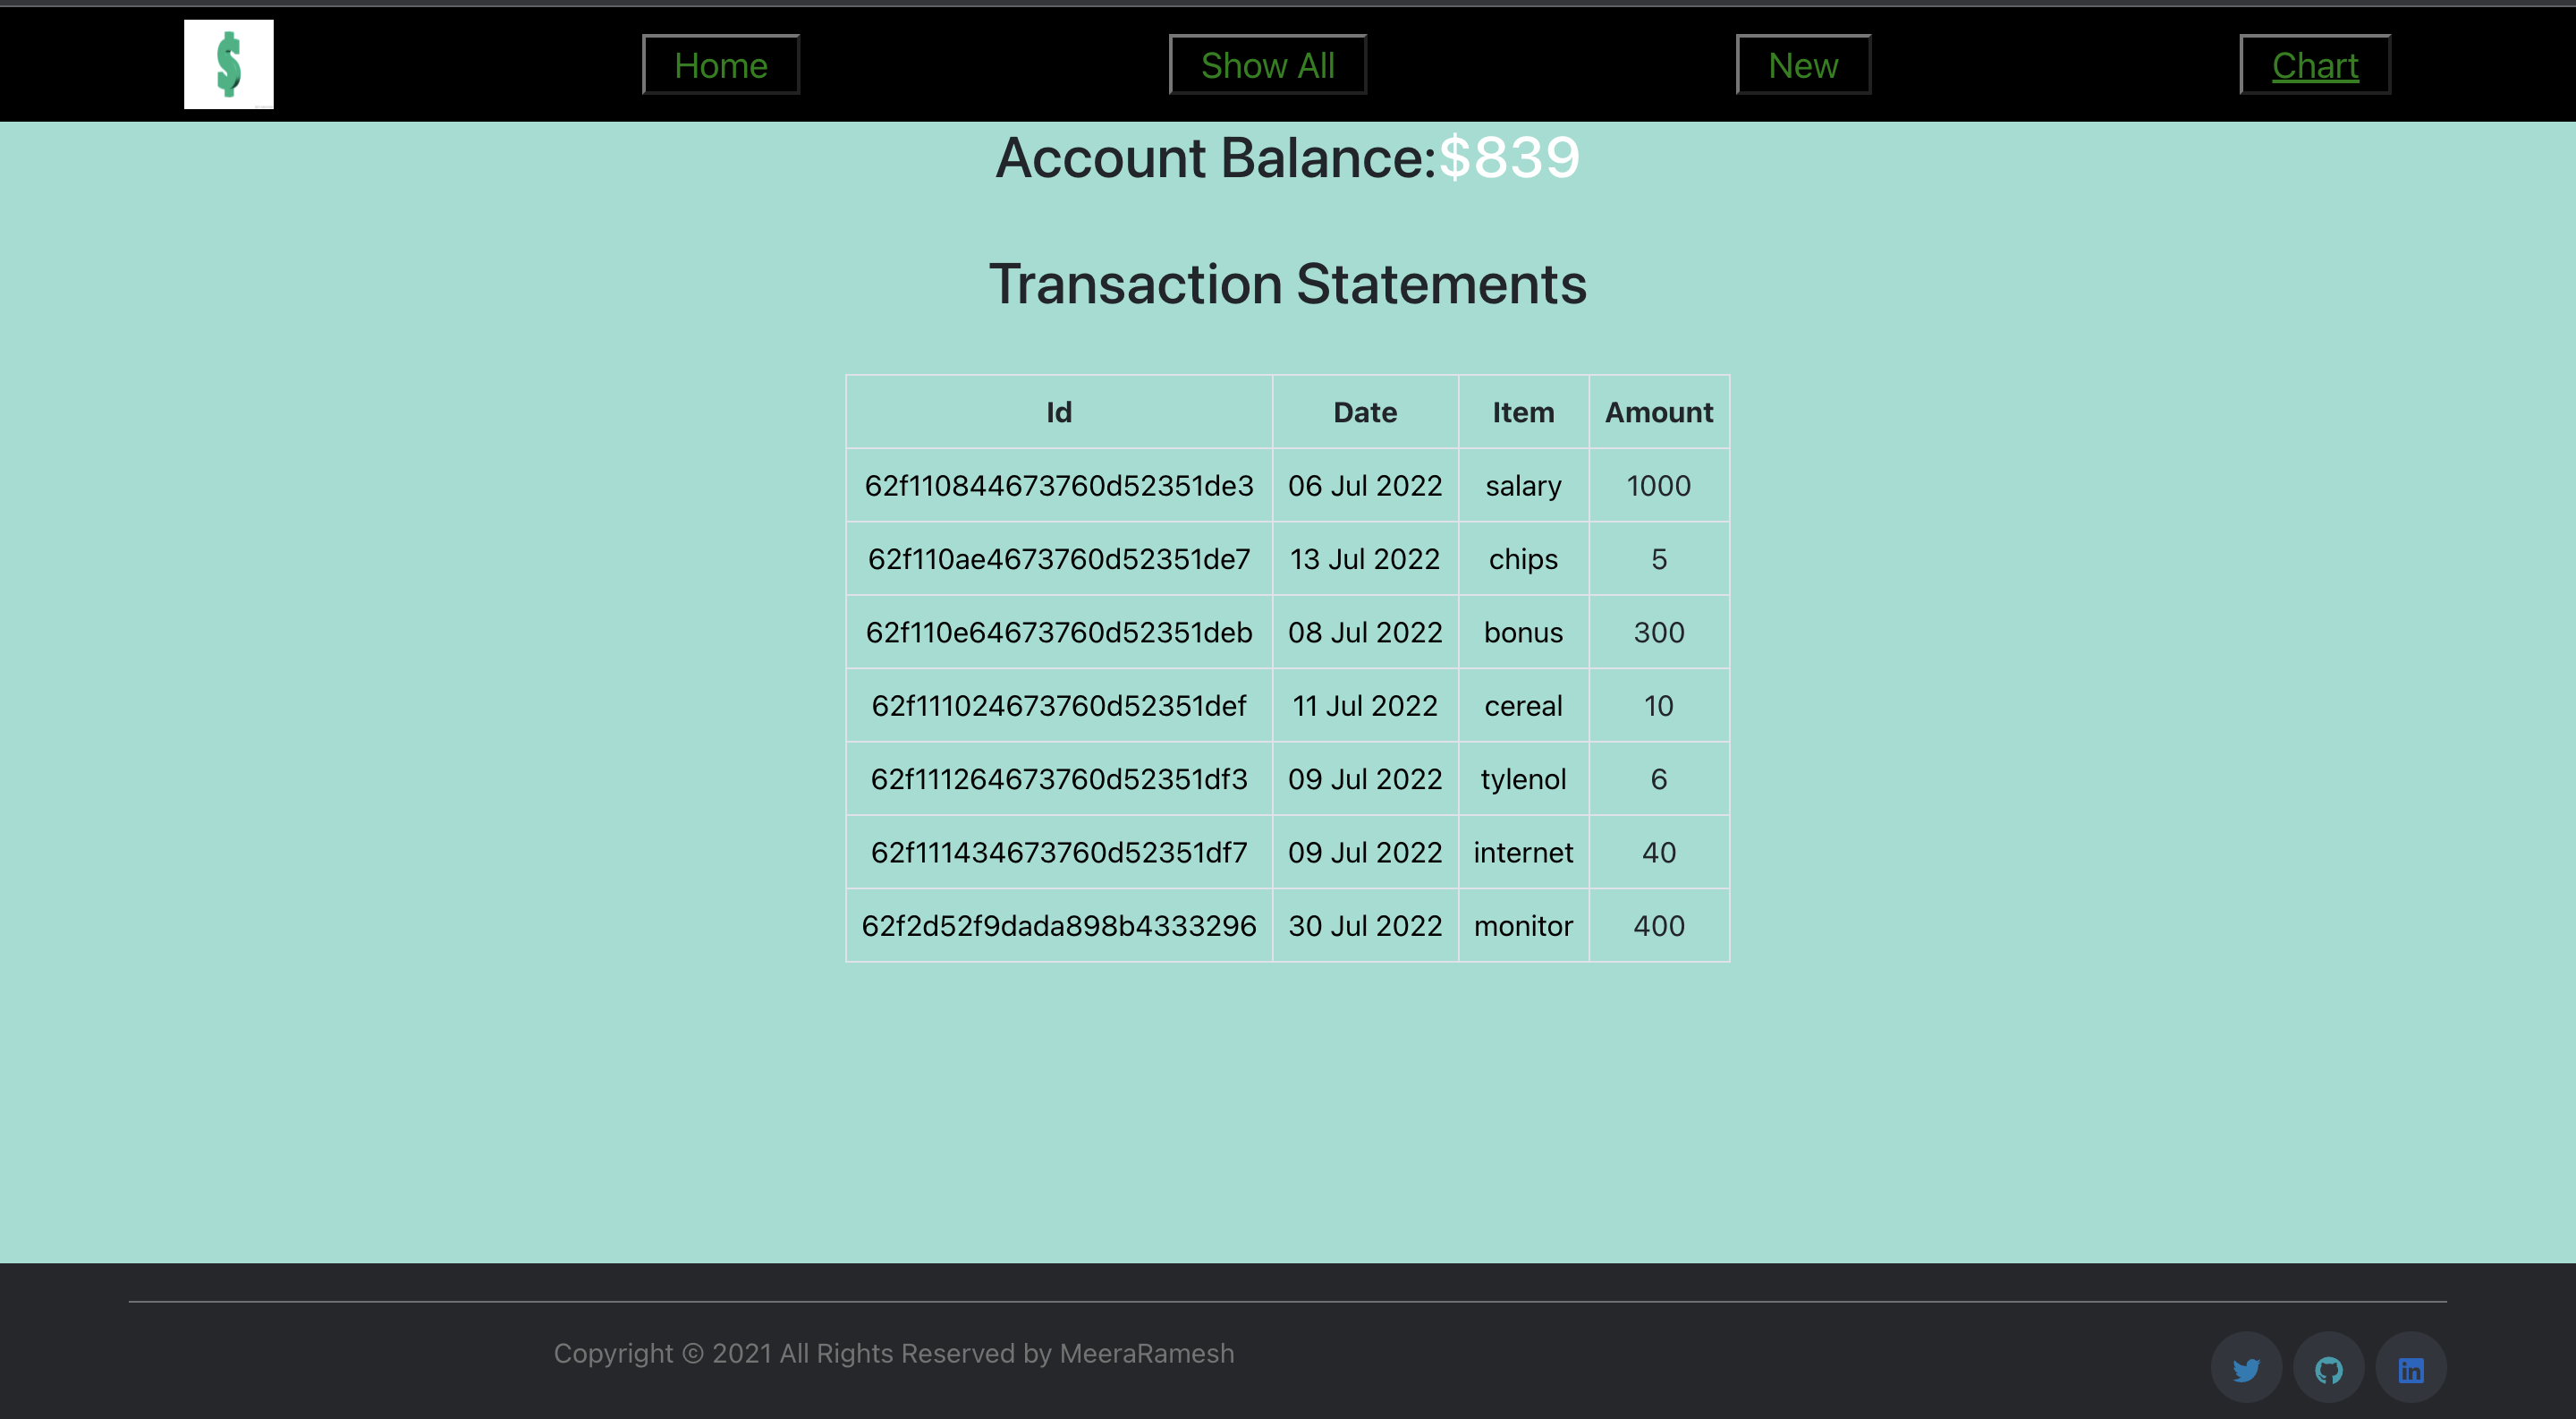 Home Show All New Chart
Account Balance:$839
Transaction Statements
Id Date Item Amount
62f110844673760d52351de3 06 Jul 2022 salary 1000
62f110ae4673760d52351de7 13 Jul 2022 chips 5
62f110e64673760d52351deb 08 Jul 2022 bonus 300
62f111024673760d52351def 11 Jul 2022 cereal 10
62f111264673760d52351df3 09 Jul 2022 tylenol 6
62f111434673760d52351df7 09 Jul 2022 internet 40
62f2d52f9dada898b4333296 30 Jul 2022 monitor 400
Copyright © 2021 All Rights Reserved by MeeraRamesh